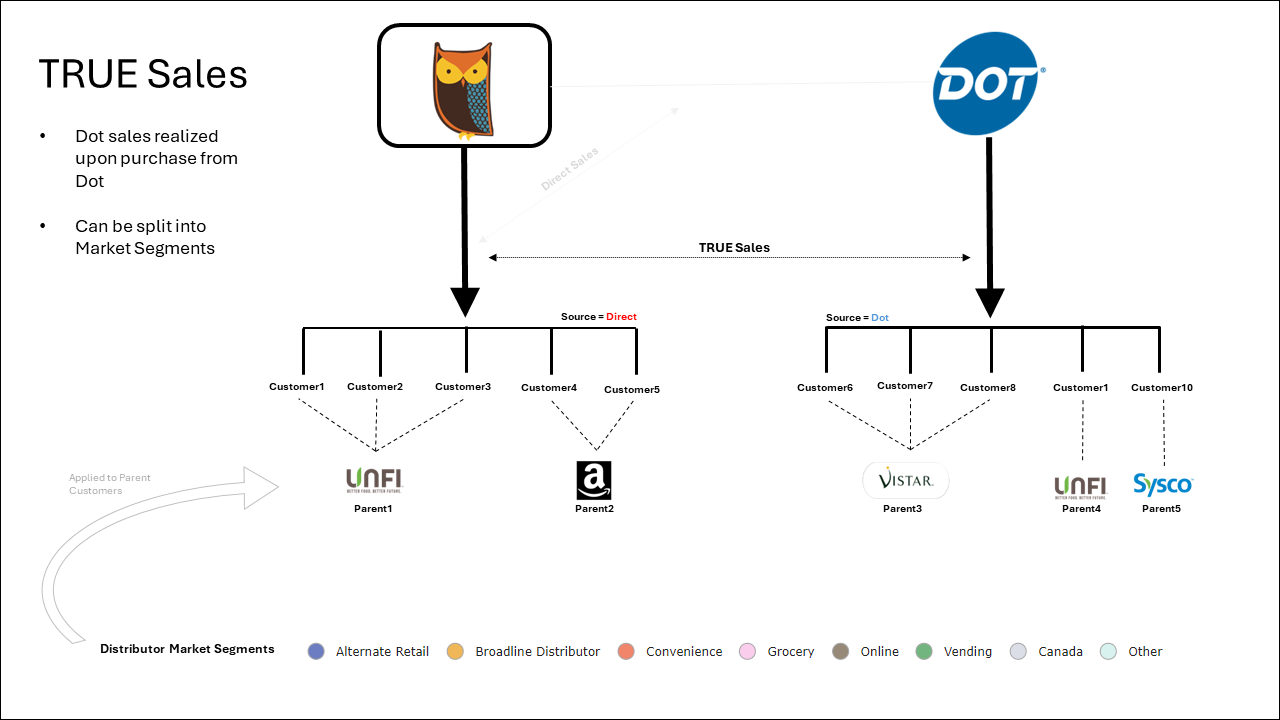 TRUE Sales
• Dot sales realized
upon purchase from
Dot
• Can be split into
Market Segments
DOT®
Direct Sales
TRUE Sales
Source = Direct
Source = Dot
Customer1
Customer2
Customer3
Customer4
Customer5
Customer6
Customer7
Customer8
Customer1
Customer10
Applied to Parent
Customers
UNFI
BETTER FOOD. BETTER FUTURE.
Parent1
a
Parent2
VISTAR.
Parent3
UNFI
BETTER FOOD. BETTER FUTURE.
Parent4
Sysco
Parent5
Distributor Market Segments
Alternate Retail
Broadline Distributor
Convenience
Grocery
Online
Vending
Canada
Other